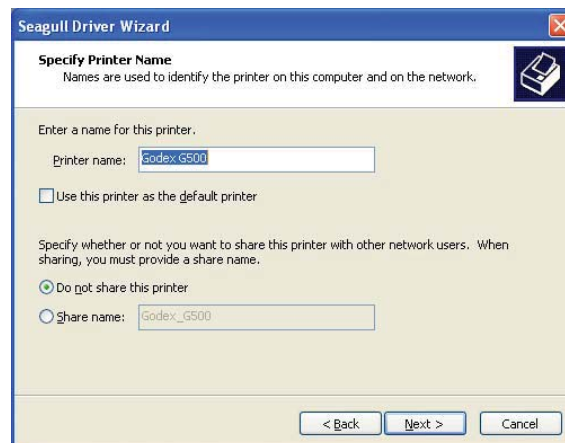 Seagull Driver Wizard
Specify Printer Name
Names are used to identify the printer on this computer and on the network.
Enter a name for this printer.
Printer name: Godex G500
Use this printer as the default printer
Specify whether or not you want to share this printer with other network users. When
sharing, you must provide a share name.
Do not share this printer
Share name: Godex_G500
< Back Next > Cancel